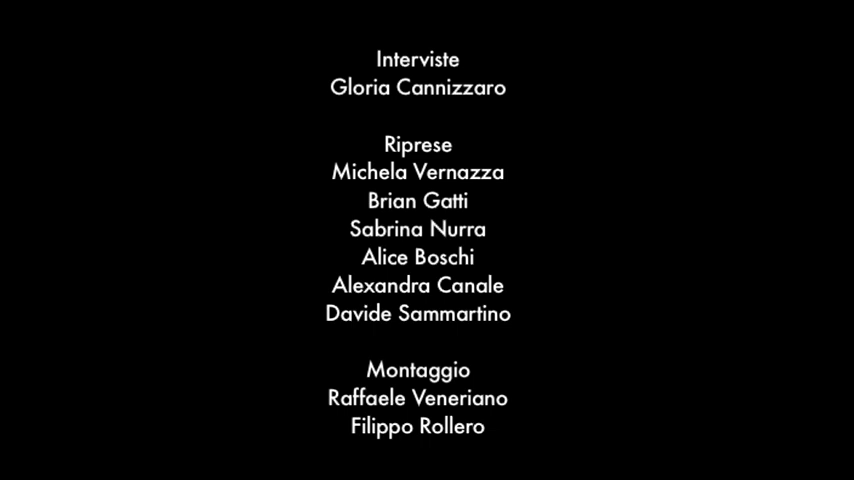 Interviste
Gloria Cannizzaro
Riprese
Michela Vernazza
Brian Gatti
Sabrina Nurra
Alice Boschi
Alexandra Canale
Davide Sammartino
Montaggio
Raffaele Veneriano
Filippo Rollero